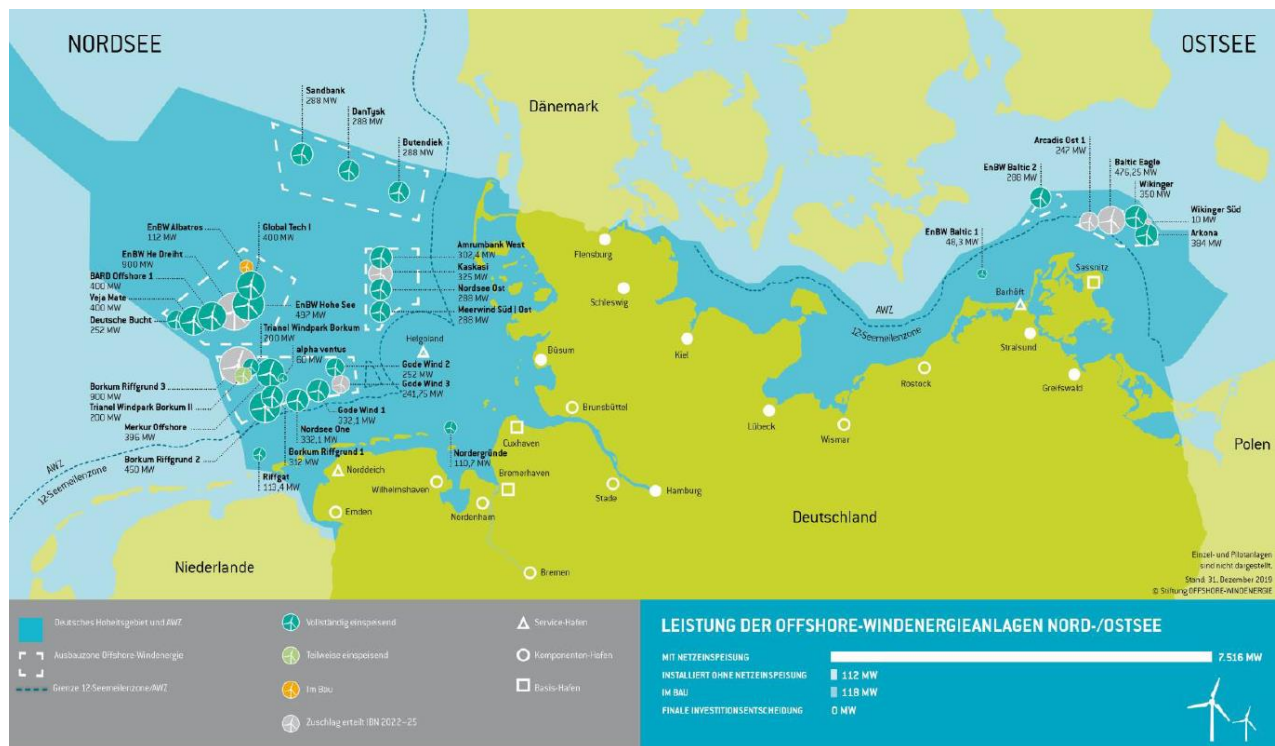 NORDSEE
OSTSEE
Dänemark
Sandbank
288 MW
DanTysk
288 MW
Butendiek
288 MW
Arcadis Ost 1
247 MW
Baltic Eagle
476,25 MW
EnBW Baltic 2
288 MW
Wikinger
350 MW
Wikinger Süd
10 MW
Arkona
384 MW
EnBW Baltic 1
48,3 MW
EnBW Albatros
112 MW
Global Tech I
400 MW
EnBW He Dreiht
900 MW
BARD Offshore 1
400 MW
Veja Mate
400 MW
Deutsche Bucht
252 MW
EnBW Hohe See
497 MW
Trianel Windpark Borkum
200 MW
alpha ventus
60 MW
Amrumbank West
302,4 MW
Kaskasi
325 MW
Nordsee Ost
288 MW
Meerwind Süd | Ost
288 MW
Gode Wind 2
252 MW
Gode Wind 3
241,75 MW
Borkum Riffgrund 3
900 MW
Trianel Windpark Borkum II
200 MW
Merkur Offshore
396 MW
Borkum Riffgrund 2
450 MW
Gode Wind 1
332,1 MW
Nordsee One
332,1 MW
Borkum Riffgrund 1
312 MW
Riffgat
113,4 MW
Nordergründe
110,7 MW
AWZ
12-Seemeilenzone
AWZ
12-Seemeilenzone
Helgoland
Flensburg
Schleswig
Kiel
Büsum
Brunsbüttel
Cuxhaven
Bremerhaven
Norddeich
Wilhelmshaven
Nordenham
Emden
Stade
Hamburg
Bremen
Lübeck
Wismar
Rostock
Barhöft
Sassnitz
Stralsund
Greifswald
Polen
Deutschland
Niederlande
Einzel- und Pilotanlagen
sind nicht dargestellt.
Stand: 31. Dezember 2019
© Stiftung OFFSHORE-WINDENERGIE
Deutsches Hoheitsgebiet und AWZ
Ausbauzone Offshore-Windenergie
Grenze 12-Seemeilenzone/AWZ
Vollständig einspeisend
Teilweise einspeisend
Im Bau
Zuschlag erteilt IBN 2022–25
Service-Hafen
Komponenten-Hafen
Basis-Hafen
LEISTUNG DER OFFSHORE-WINDENERGIEANLAGEN NORD-/OSTSEE
MIT NETZEINSPEISUNG 7.516 MW
INSTALLIERT OHNE NETZEINSPEISUNG 112 MW
IM BAU 118 MW
FINALE INVESTITIONSENTSCHEIDUNG 0 MW